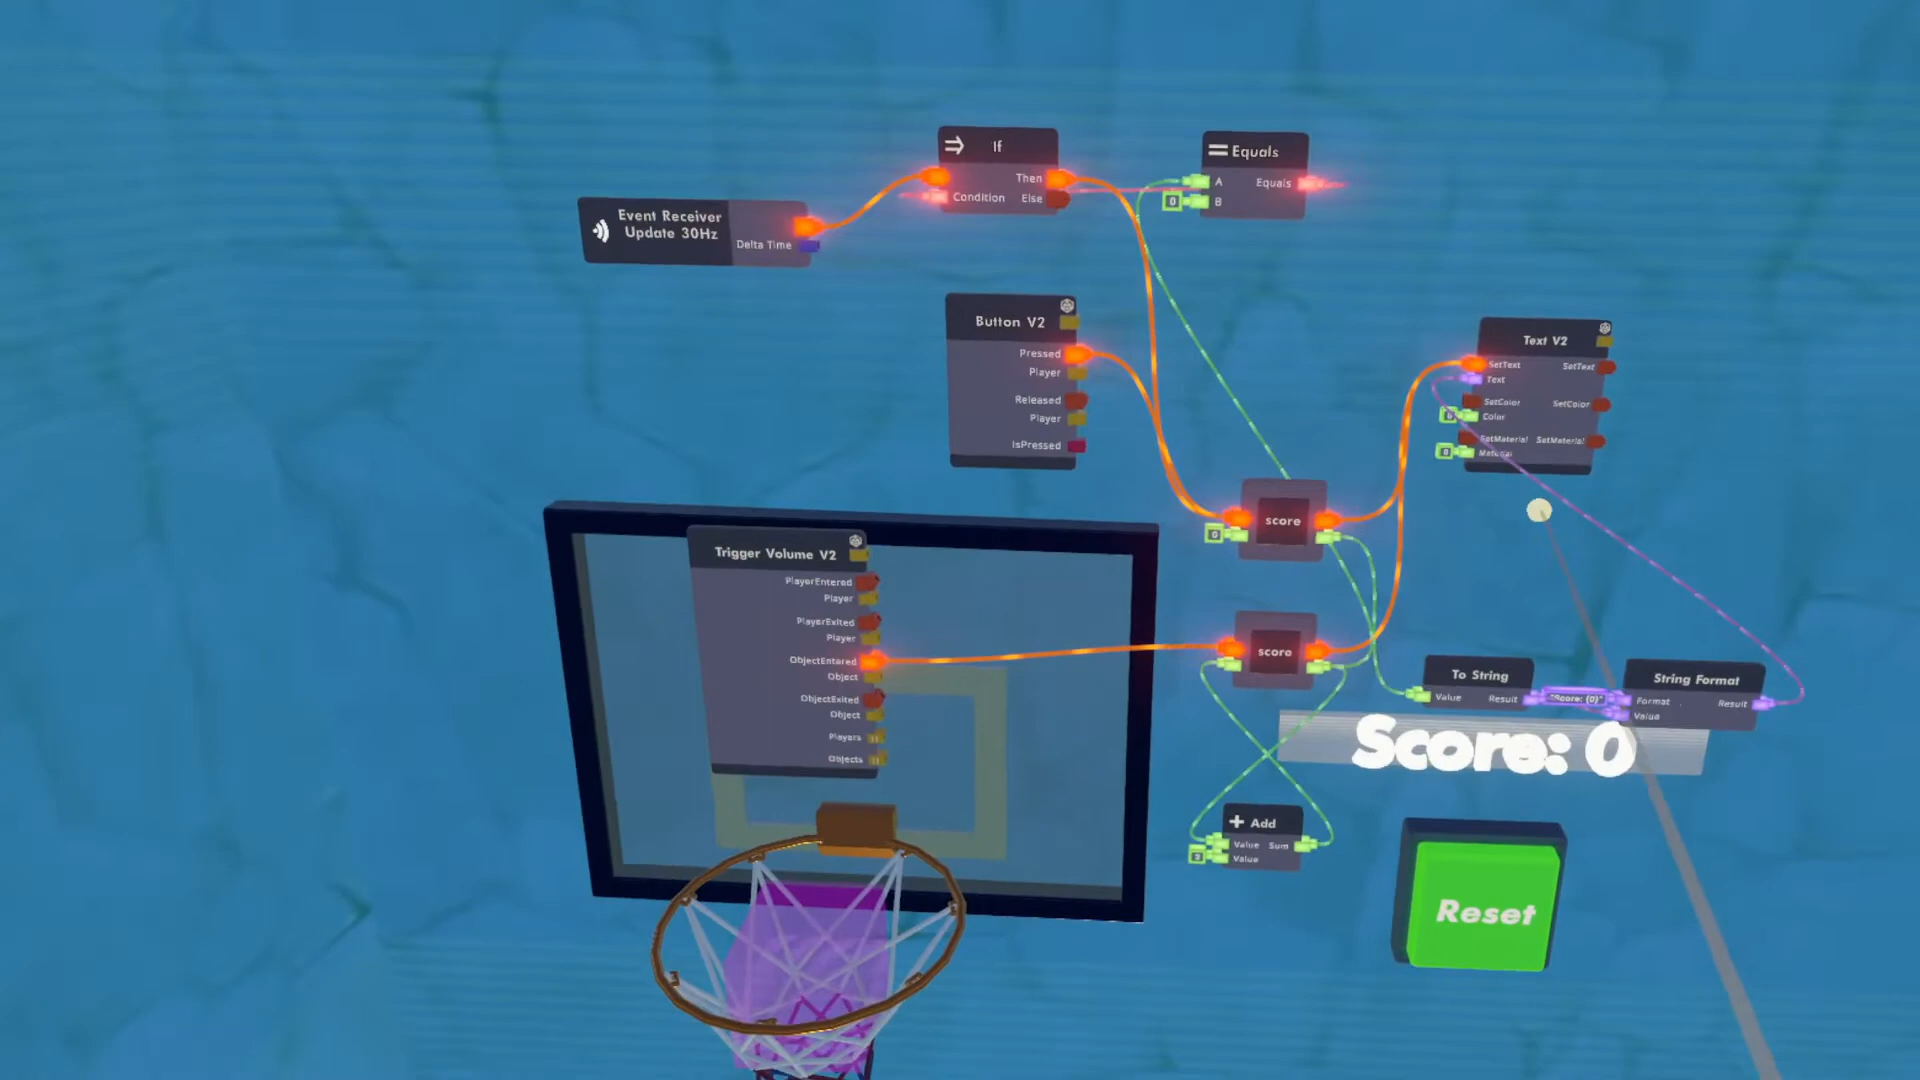 If
Then
Condition Else
Equals
A Equals
0 B
Event Receiver
Update 30Hz
Delta Time
Button V2
Pressed
Player
Released
Player
IsPressed
Text V2
SetText SetText
Text
SetColor SetColor
Color
SetMaterial SetMaterial
0 Material
score
0
Trigger Volume V2
PlayerEntered
Player
PlayerExited
Player
ObjectEntered
Object
ObjectExited
Object
Players
Objects
score
To String
Value Result
"Score: {0}"
String Format
Format Result
Value
Score: 0
Add
Value Sum
Value
Reset